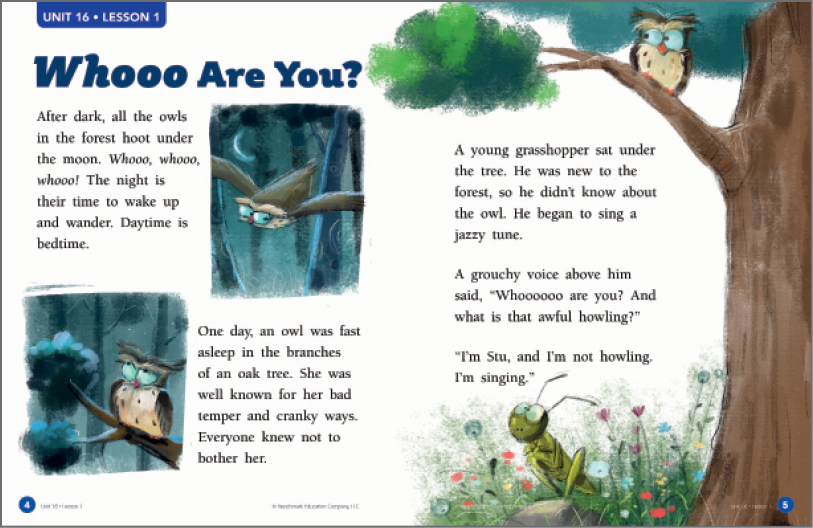 UNIT 16 • LESSON 1
Whooo Are You?
After dark, all the owls
in the forest hoot under
the moon. Whooo, whooo,
whooo! The night is
their time to wake up
and wander. Daytime is
bedtime.
One day, an owl was fast
asleep in the branches
of an oak tree. She was
well known for her bad
temper and cranky ways.
Everyone knew not to
bother her.
4 Unit 16 • Lesson 1
© Benchmark Education Company, LLC
A young grasshopper sat under
the tree. He was new to the
forest, so he didn't know about
the owl. He began to sing a
jazzy tune.
A grouchy voice above him
said, “Whoooooo are you? And
what is that awful howling?”
“I'm Stu, and I'm not howling.
I'm singing.”
Unit 16 • Lesson 1 5